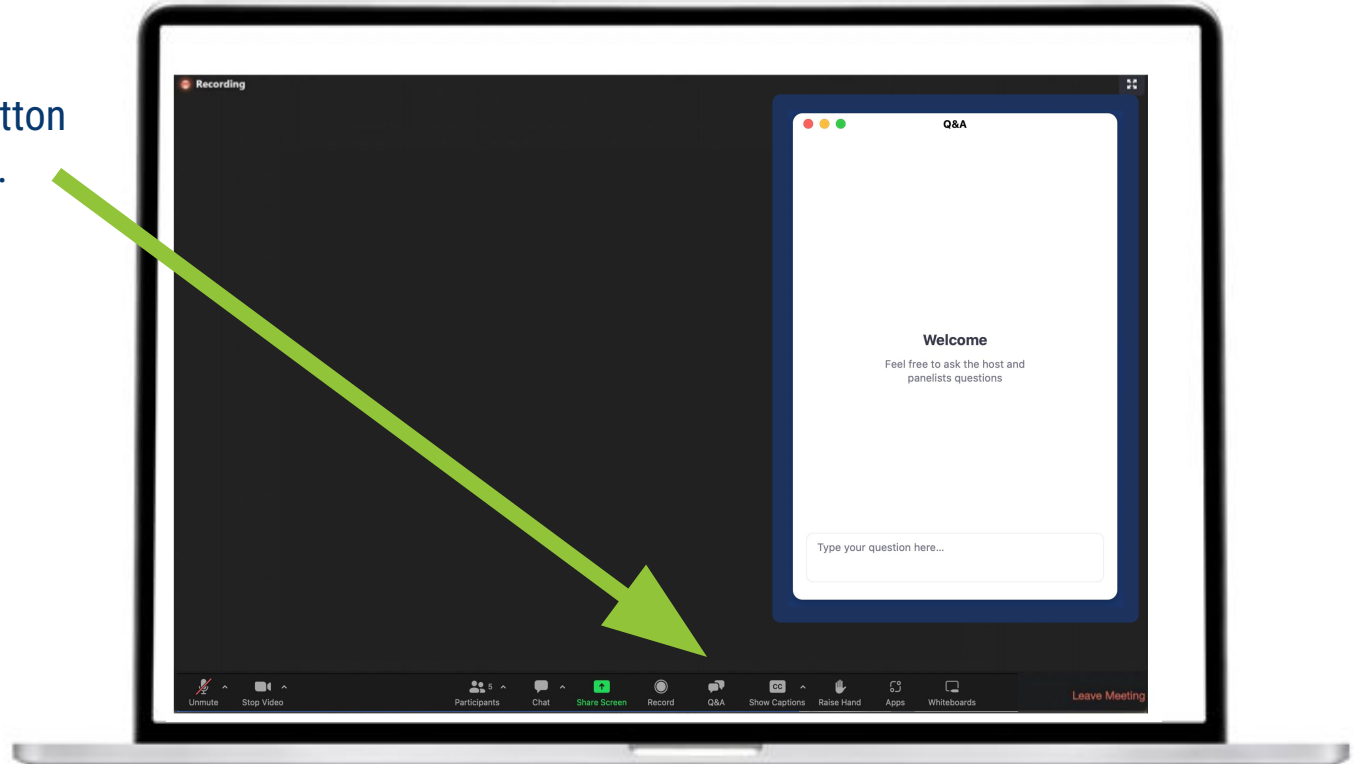 tton
.
Recording
Q&A
Welcome
Feel free to ask the host and
panelists questions
Type your question here...
5
CC
Unmute Stop Video Participants Chat Share Screen Record Q&A Show Captions Raise Hand Apps Whiteboards Leave Meeting